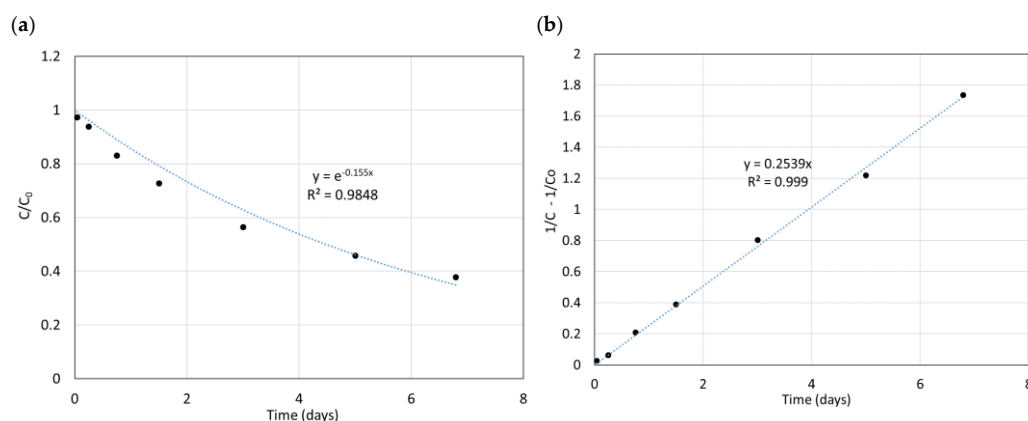 (a)
1.2
1
0.8
0.6
0.4
0.2
0
C/C₀
y = e^-0.155x
R² = 0.9848
0 2 4 6 8
Time (days)
(b)
2
1.8
1.6
1.4
1.2
1
0.8
0.6
0.4
0.2
0
1/C - 1/Co
y = 0.2539x
R² = 0.999
0 2 4 6 8
Time (days)